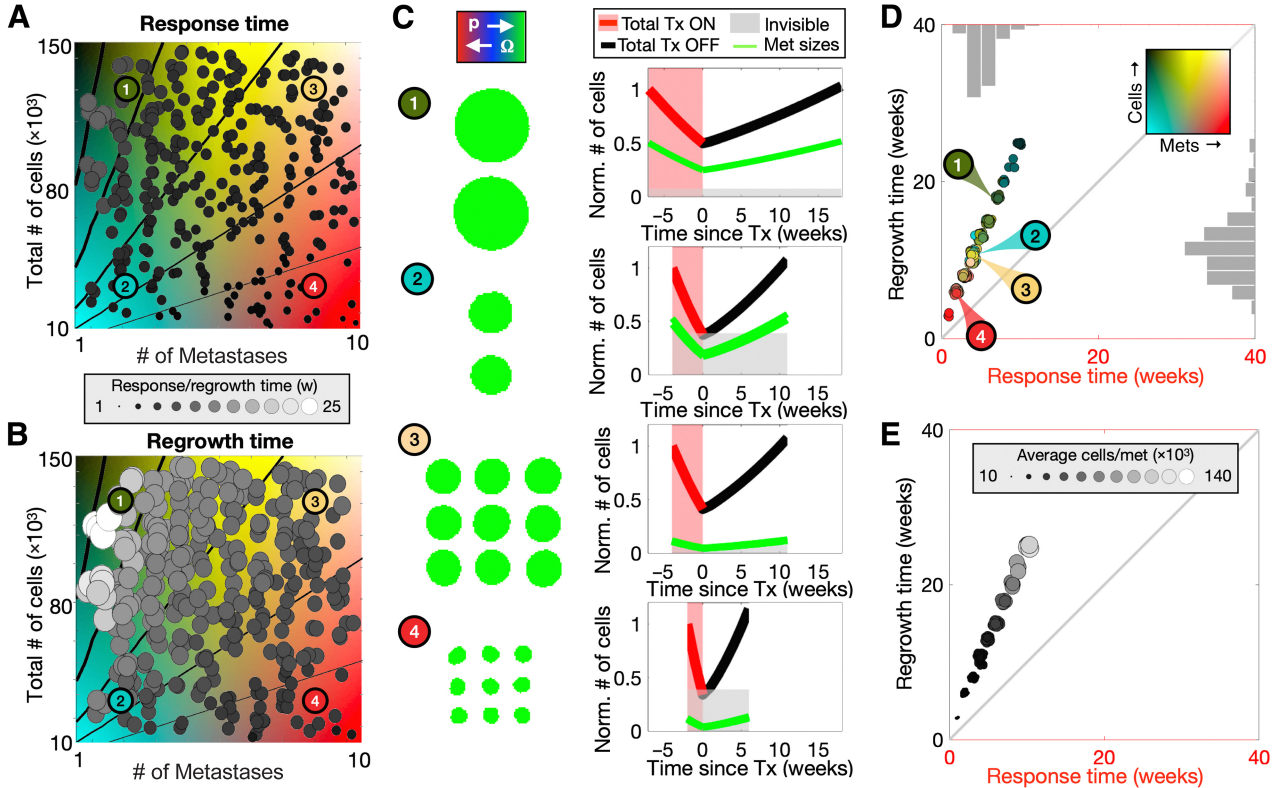 A
Response time
150
80
10
Total # of cells (×10³)
1
2
3
4
1
10
# of Metastases
Response/regrowth time (w)
1
25
B
Regrowth time
150
80
10
Total # of cells (×10³)
1
2
3
4
1
10
# of Metastases
C
p
Ω
Total Tx ON
Invisible
Total Tx OFF
Met sizes
1
Norm. # of cells
1
0.5
0
−5 0 5 10 15
Time since Tx (weeks)
2
Norm. # of cells
1
0.5
0
−5 0 5 10 15
Time since Tx (weeks)
3
Norm. # of cells
1
0.5
0
−5 0 5 10 15
Time since Tx (weeks)
4
Norm. # of cells
1
0.5
0
−5 0 5 10 15
Time since Tx (weeks)
D
40
20
0
Regrowth time (weeks)
Cells →
Mets →
1
2
3
4
0
20
40
Response time (weeks)
E
40
20
0
Regrowth time (weeks)
Average cells/met (×10³)
10
140
0
20
40
Response time (weeks)